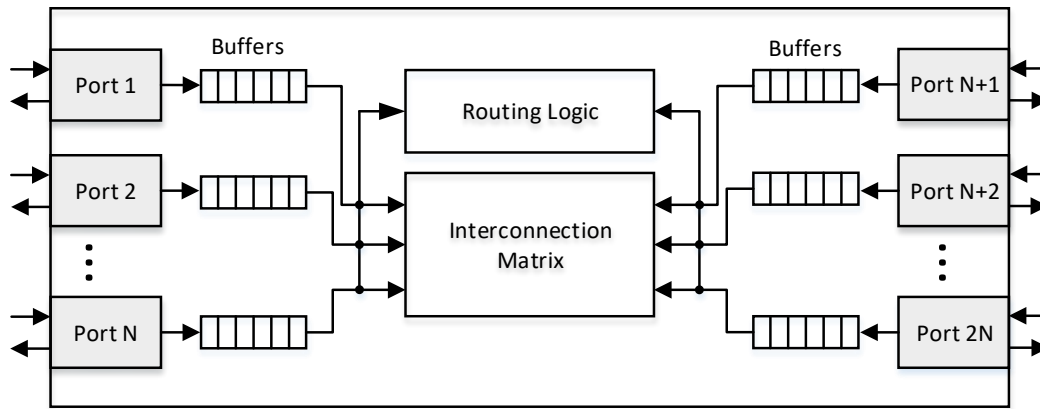 Buffers
Buffers
Port 1
Port N+1
Routing Logic
Port 2
Port N+2
Interconnection
Matrix
Port N
Port 2N